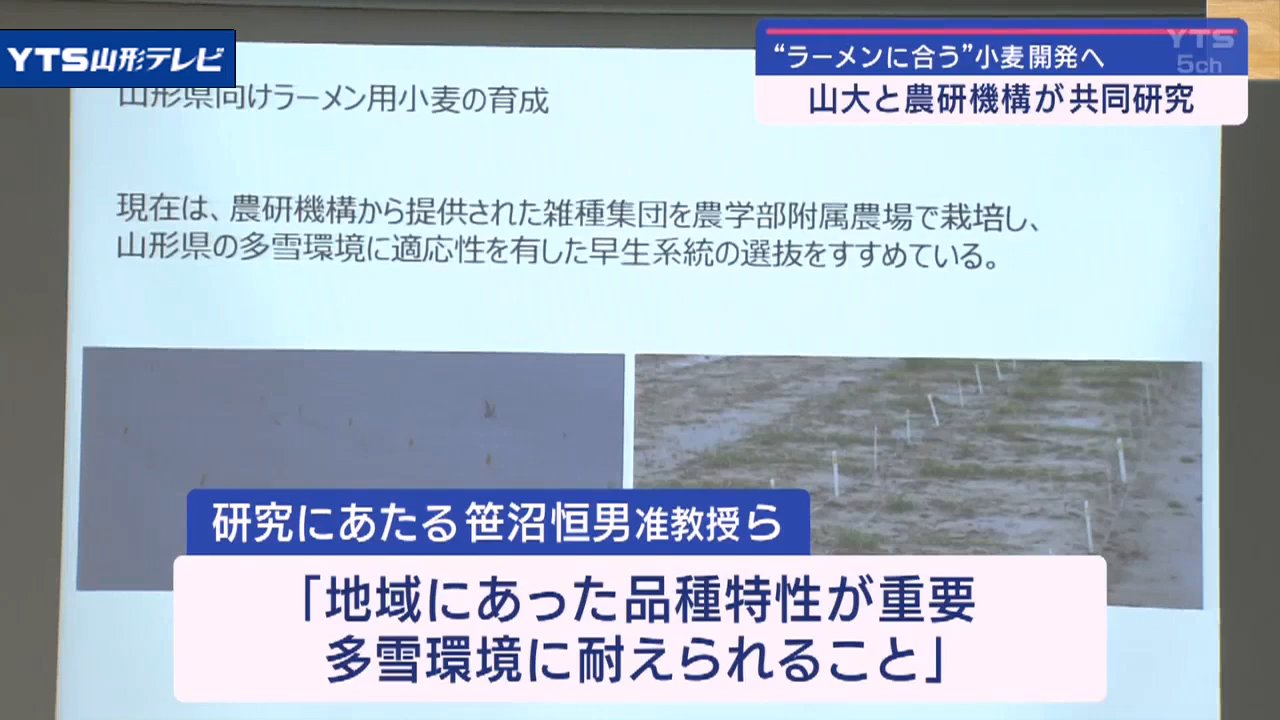 YTS山形テレビ
YTS
5ch
“ラーメンに合う”小麦開発へ
山大と農研機構が共同研究
山形県向けラーメン用小麦の育成
現在は、農研機構から提供された雑種集団を農学部附属農場で栽培し、
山形県の多雪環境に適応性を有した早生系統の選抜をすすめている。
研究にあたる笹沼恒男准教授ら
「地域にあった品種特性が重要
多雪環境に耐えられること」